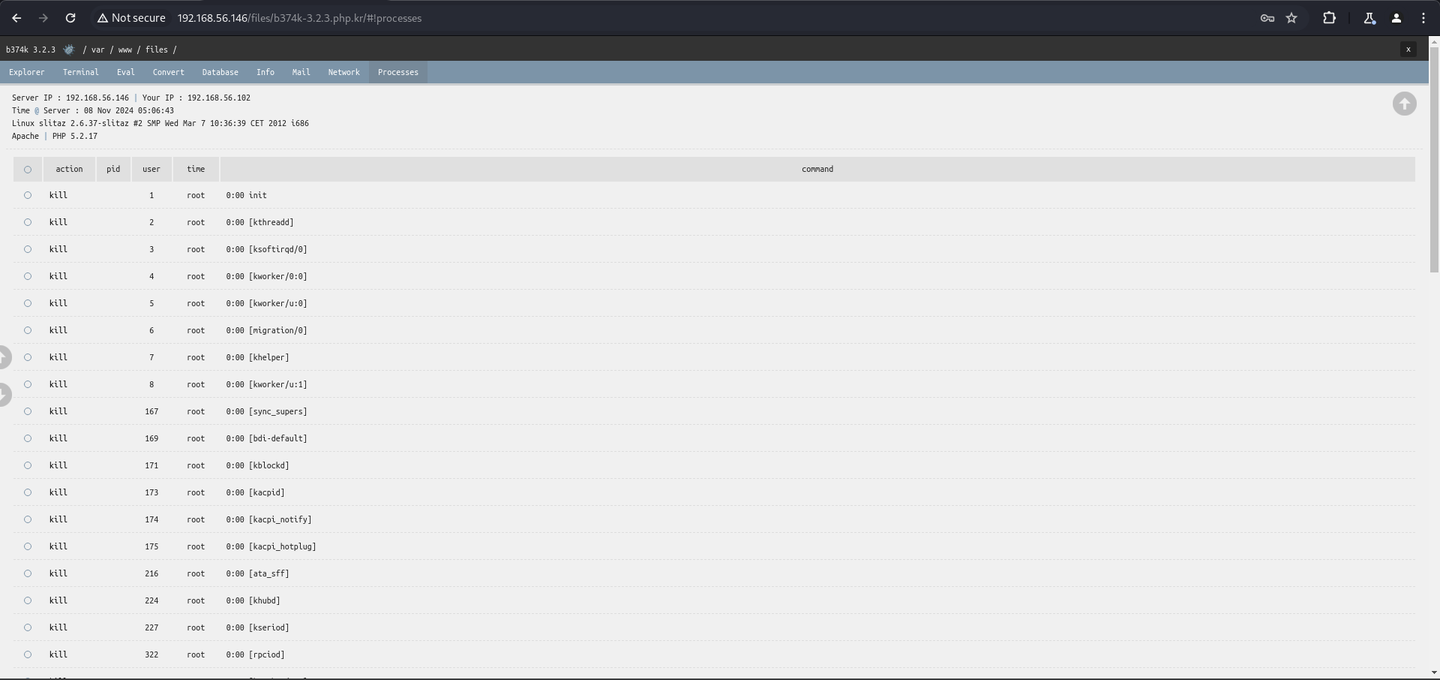 Not secure 192.168.56.146/files/b374k-3.2.3.php.kr/#!processes
b374k 3.2.3 / var / www / files / x
Explorer Terminal Eval Convert Database Info Mail Network Processes
Server IP : 192.168.56.146 | Your IP : 192.168.56.102
Time @ Server : 08 Nov 2024 05:06:43
Linux slitaz 2.6.37-slitaz #2 SMP Wed Mar 7 10:36:39 CET 2012 i686
Apache | PHP 5.2.17
action pid user time command
kill 1 root 0:00 init
kill 2 root 0:00 [kthreadd]
kill 3 root 0:00 [ksoftirqd/0]
kill 4 root 0:00 [kworker/0:0]
kill 5 root 0:00 [kworker/u:0]
kill 6 root 0:00 [migration/0]
kill 7 root 0:00 [khelper]
kill 8 root 0:00 [kworker/u:1]
kill 167 root 0:00 [sync_supers]
kill 169 root 0:00 [bdi-default]
kill 171 root 0:00 [kblockd]
kill 173 root 0:00 [kacpid]
kill 174 root 0:00 [kacpi_notify]
kill 175 root 0:00 [kacpi_hotplug]
kill 216 root 0:00 [ata_sff]
kill 224 root 0:00 [khubd]
kill 227 root 0:00 [kseriod]
kill 322 root 0:00 [rpciod]